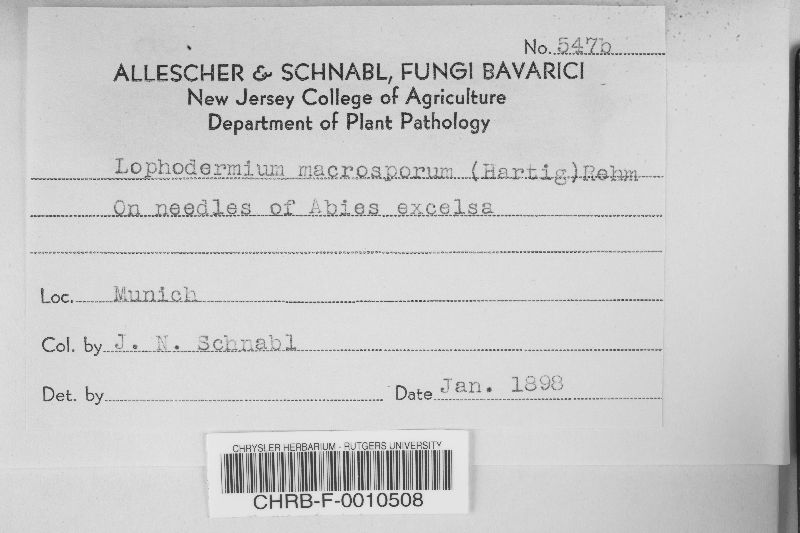 No. 547b
ALLESCHER & SCHNABL, FUNGI BAVARICI
New Jersey College of Agriculture
Department of Plant Pathology
Lophodermium macrosporum (Hartig)Rehm
On needles of Abies excelsa
Loc. Munich
Col. by J. N. Schnabl
Det. by
Date Jan. 1898
CHRYSLER HERBARIUM - RUTGERS UNIVERSITY
CHRB-F-0010508